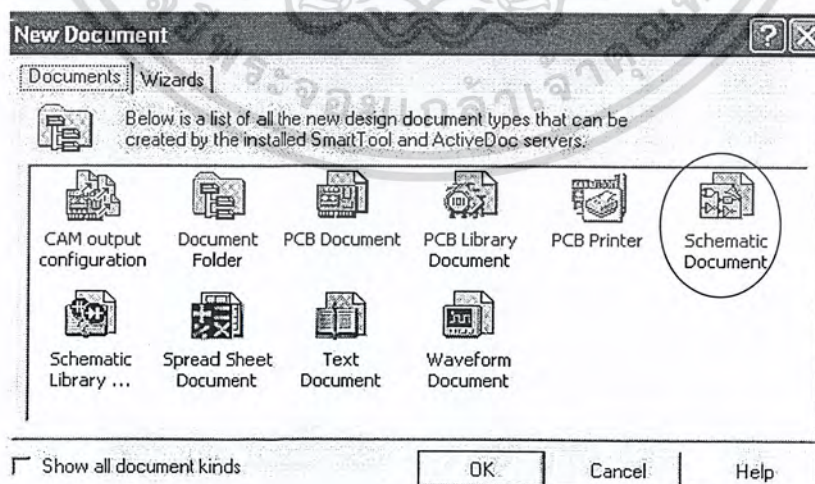 New Document
Documents Wizards
Below is a list of all the new design document types that can be
created by the installed SmartTool and ActiveDoc servers.
CAM output
configuration
Document
Folder
PCB Document
PCB Library
Document
PCB Printer
Schematic
Document
Schematic
Library ...
Spread Sheet
Document
Text
Document
Waveform
Document
Show all document kinds
OK Cancel Help